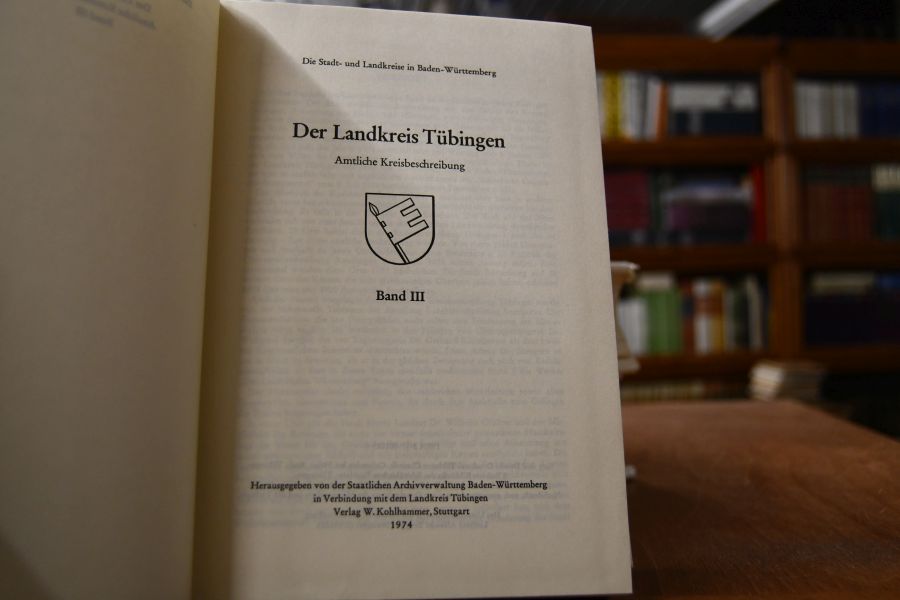 Die Stadt- und Landkreise in Baden-Württemberg
Der Landkreis Tübingen
Amtliche Kreisbeschreibung
Band III
Herausgegeben von der Staatlichen Archivverwaltung Baden-Württemberg
in Verbindung mit dem Landkreis Tübingen
Verlag W. Kohlhammer, Stuttgart
1974